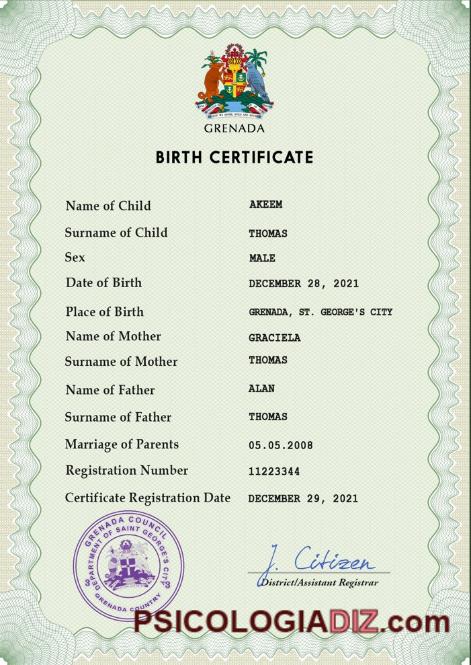 GRENADA
BIRTH CERTIFICATE
Name of Child AKEEM
Surname of Child THOMAS
Sex MALE
Date of Birth DECEMBER 28, 2021
Place of Birth GRENADA, ST. GEORGE'S CITY
Name of Mother GRACIELA
Surname of Mother THOMAS
Name of Father ALAN
Surname of Father THOMAS
Marriage of Parents 05.05.2008
Registration Number 11223344
Certificate Registration Date DECEMBER 29, 2021
GRENADA COUNCIL
DEPARTMENT OF SAINT GEORGE'S CITY
3 3
GRENADA COUNTRY
J. Citizen
District/Assistant Registrar
PSICOLOGIADIZ.com